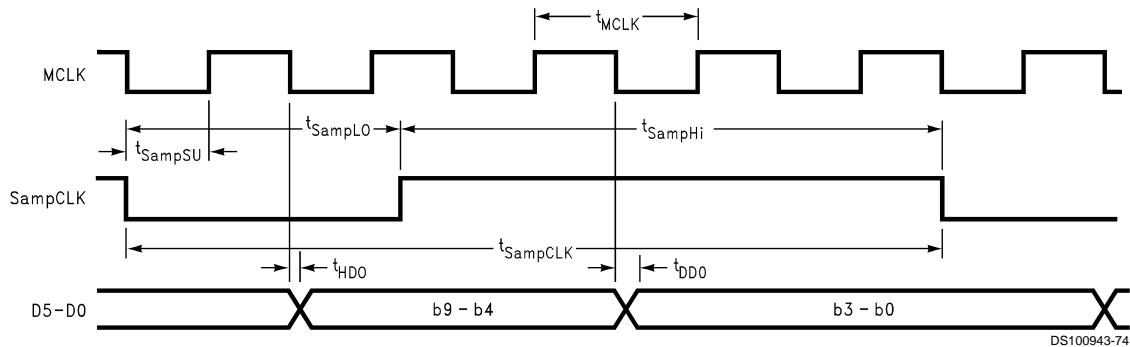 tMCLK
MCLK
tSampLO
tSampHi
tSampSU
SampCLK
tSampCLK
tHDO
tDDO
D5-D0
b9 - b4
b3 - b0
DS100943-74